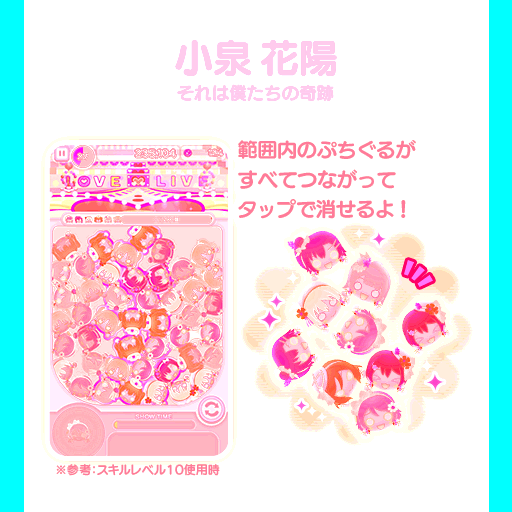 小泉 花陽
それは僕たちの奇跡
範囲内のぷちぐるが
すべてつながって
タップで消せるよ!
LOVE LIVE
SHOW TIME
※参考:スキルレベル10使用時